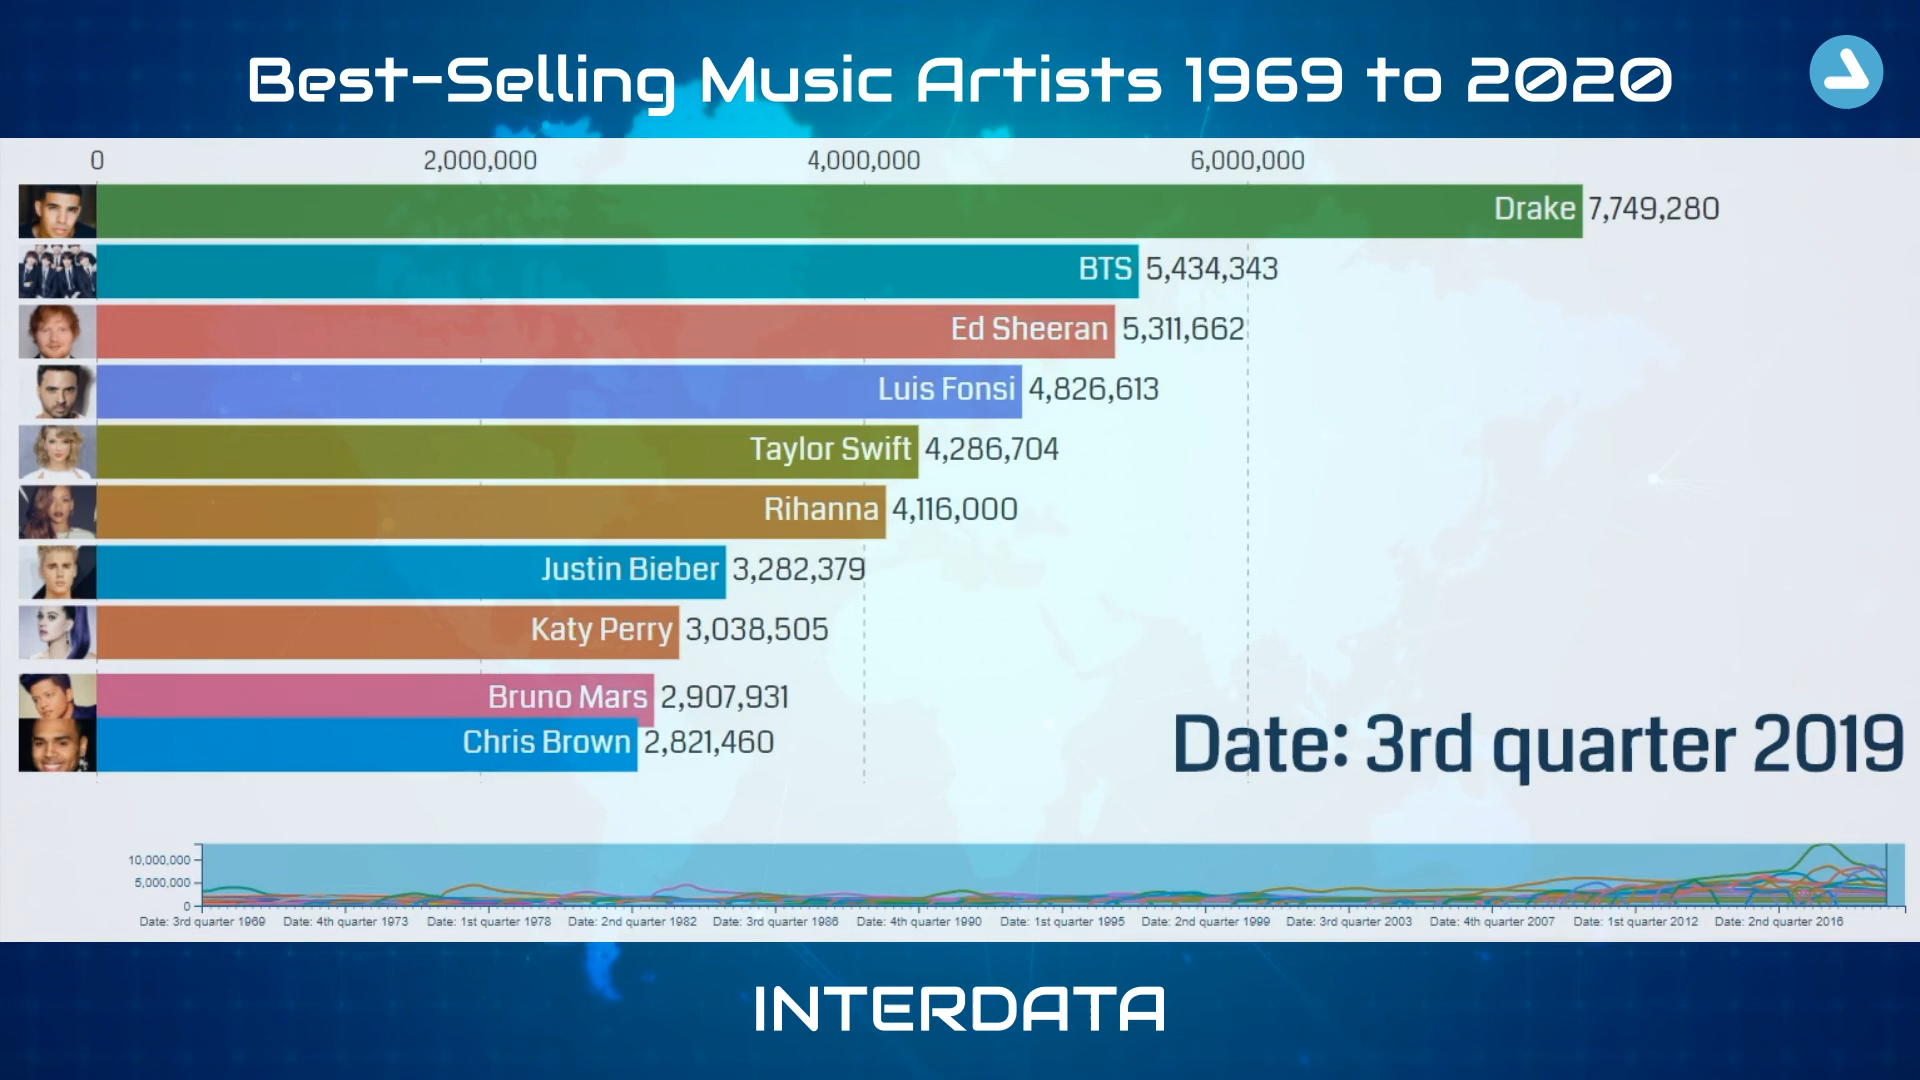 Best-Selling Music Artists 1969 to 2020
0 2,000,000 4,000,000 6,000,000
Drake 7,749,280
BTS 5,434,343
Ed Sheeran 5,311,662
Luis Fonsi 4,826,613
Taylor Swift 4,286,704
Rihanna 4,116,000
Justin Bieber 3,282,379
Katy Perry 3,038,505
Bruno Mars 2,907,931
Chris Brown 2,821,460
Date: 3rd quarter 2019
10,000,000
5,000,000
0
Date: 3rd quarter 1969 Date: 4th quarter 1973 Date: 1st quarter 1978 Date: 2nd quarter 1982 Date: 3rd quarter 1986 Date: 4th quarter 1990 Date: 1st quarter 1995 Date: 2nd quarter 1999 Date: 3rd quarter 2003 Date: 4th quarter 2007 Date: 1st quarter 2012 Date: 2nd quarter 2016
INTERDATA